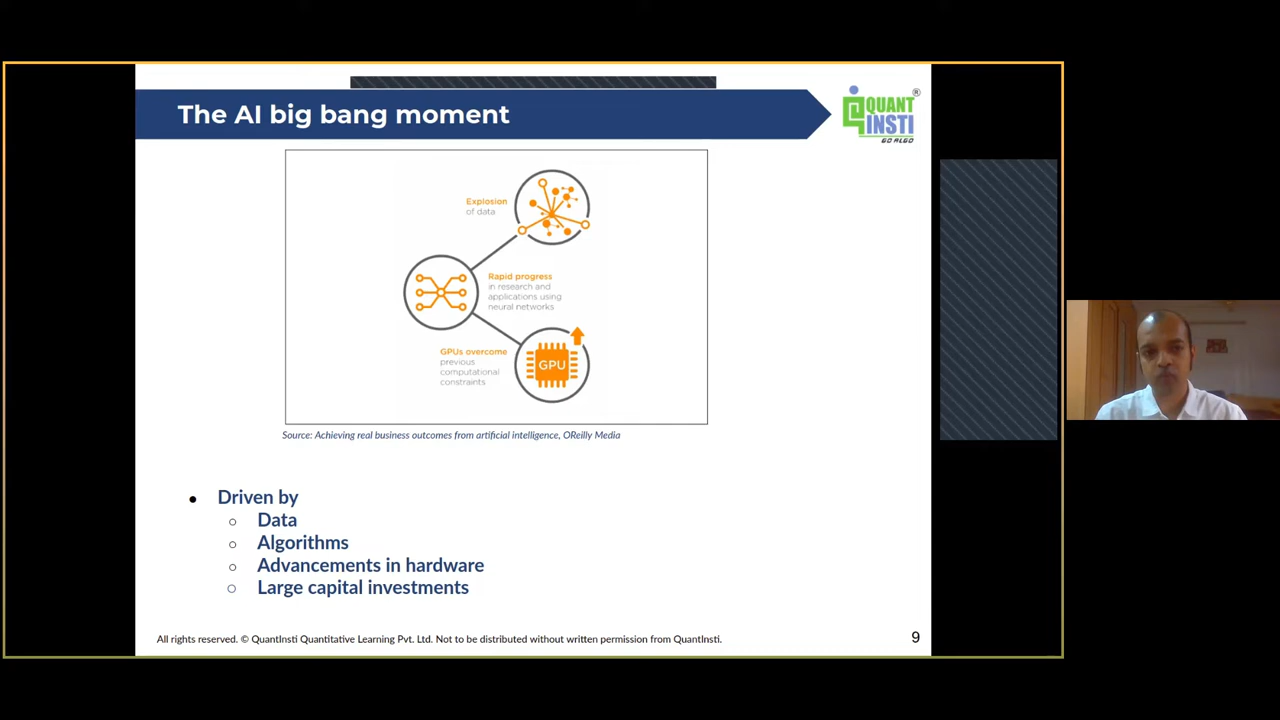 The AI big bang moment
QUANT
INSTI
®
GO ALGO
Explosion
of data
Rapid progress
in research and
applications using
neural networks
GPUs overcome
previous
computational
constraints
GPU
Source: Achieving real business outcomes from artificial intelligence, OReilly Media
● Driven by
○ Data
○ Algorithms
○ Advancements in hardware
○ Large capital investments
All rights reserved. © QuantInsti Quantitative Learning Pvt. Ltd. Not to be distributed without written permission from QuantInsti.
9